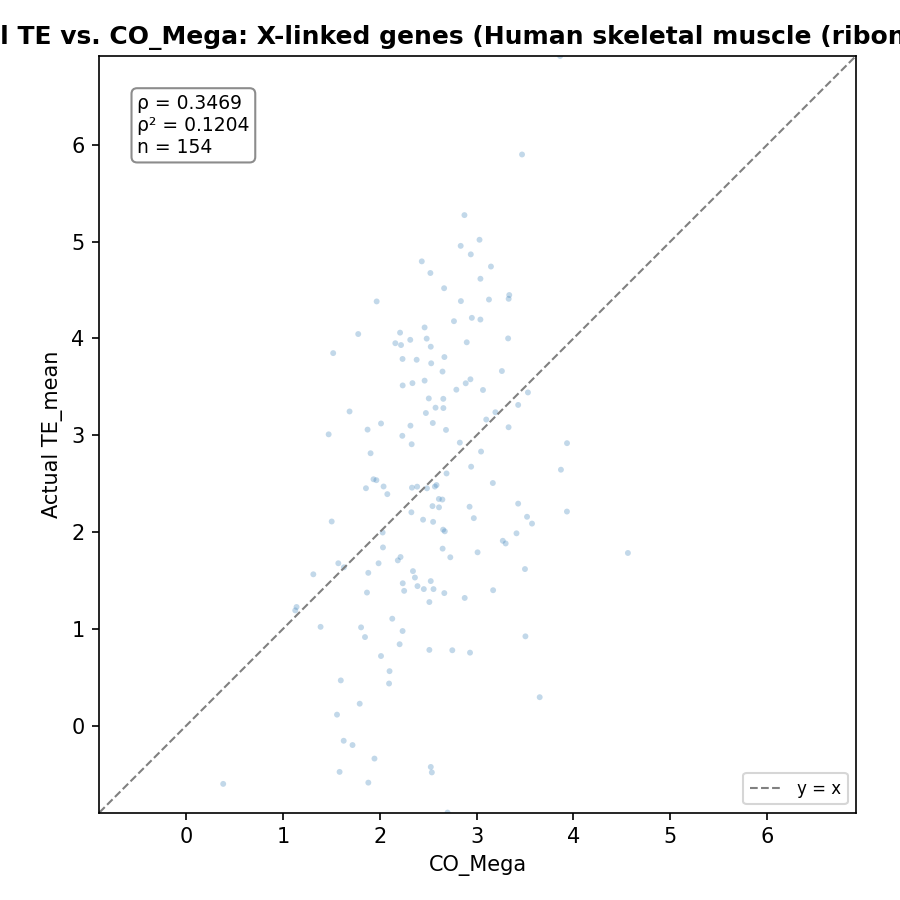 l TE vs. CO_Mega: X-linked genes (Human skeletal muscle (ribon
ρ = 0.3469
ρ² = 0.1204
n = 154
6
5
4
3
2
1
0
Actual TE_mean
y = x
0 1 2 3 4 5 6
CO_Mega